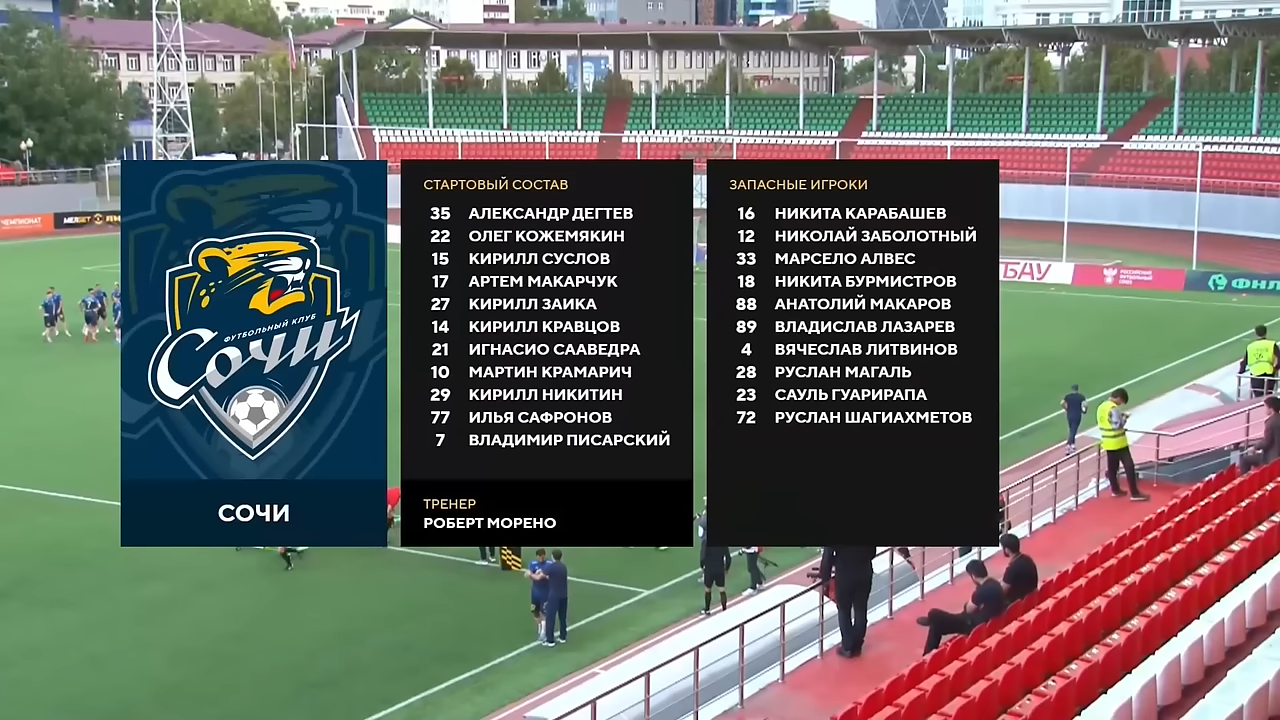 ФУТБОЛЬНЫЙ КЛУБ
Сочи
СОЧИ
СТАРТОВЫЙ СОСТАВ
35 АЛЕКСАНДР ДЕГТЕВ
22 ОЛЕГ КОЖЕМЯКИН
15 КИРИЛЛ СУСЛОВ
17 АРТЕМ МАКАРЧУК
27 КИРИЛЛ ЗАИКА
14 КИРИЛЛ КРАВЦОВ
21 ИГНАСИО СААВЕДРА
10 МАРТИН КРАМАРИЧ
29 КИРИЛЛ НИКИТИН
77 ИЛЬЯ САФРОНОВ
7 ВЛАДИМИР ПИСАРСКИЙ
ТРЕНЕР
РОБЕРТ МОРЕНО
ЗАПАСНЫЕ ИГРОКИ
16 НИКИТА КАРАБАШЕВ
12 НИКОЛАЙ ЗАБОЛОТНЫЙ
33 МАРСЕЛО АЛВЕС
18 НИКИТА БУРМИСТРОВ
88 АНАТОЛИЙ МАКАРОВ
89 ВЛАДИСЛАВ ЛАЗАРЕВ
4 ВЯЧЕСЛАВ ЛИТВИНОВ
28 РУСЛАН МАГАЛЬ
23 САУЛЬ ГУАРИРАПА
72 РУСЛАН ШАГИАХМЕТОВ
ЧЕМПИОНАТ
БАУ
РОССИЙСКИЙ
ФУТБОЛЬНЫЙ
СОЮЗ
ФНЛ